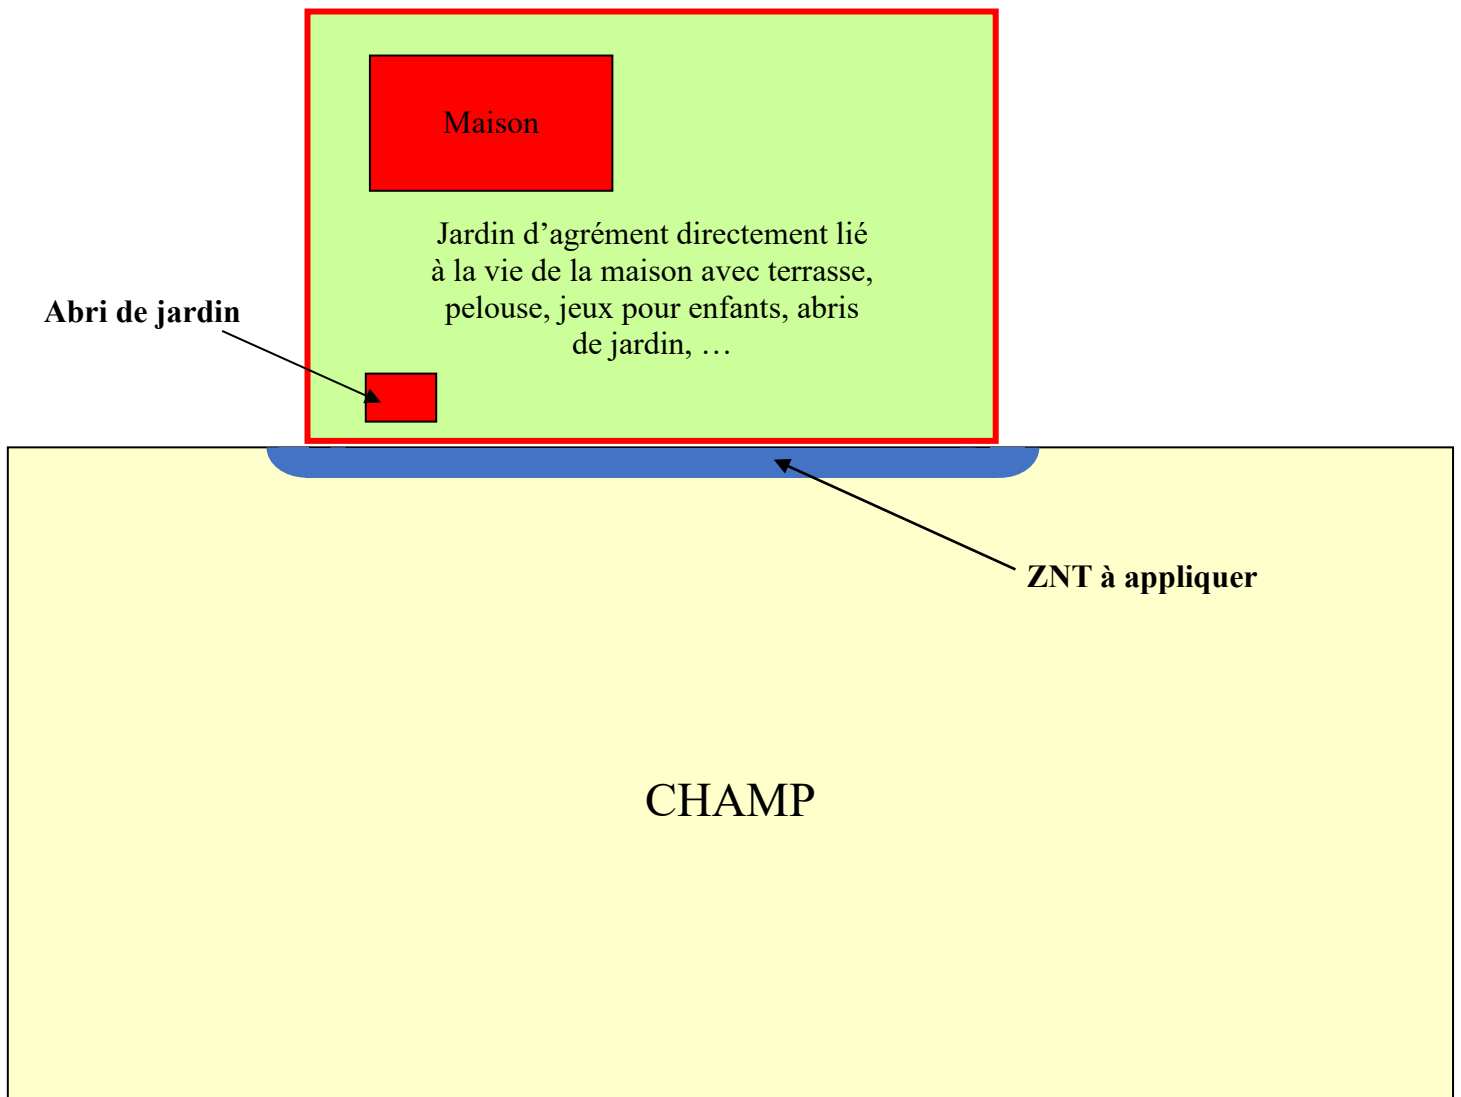 Maison
Jardin d’agrément directement lié
à la vie de la maison avec terrasse,
pelouse, jeux pour enfants, abris
de jardin, …
Abri de jardin
ZNT à appliquer
CHAMP